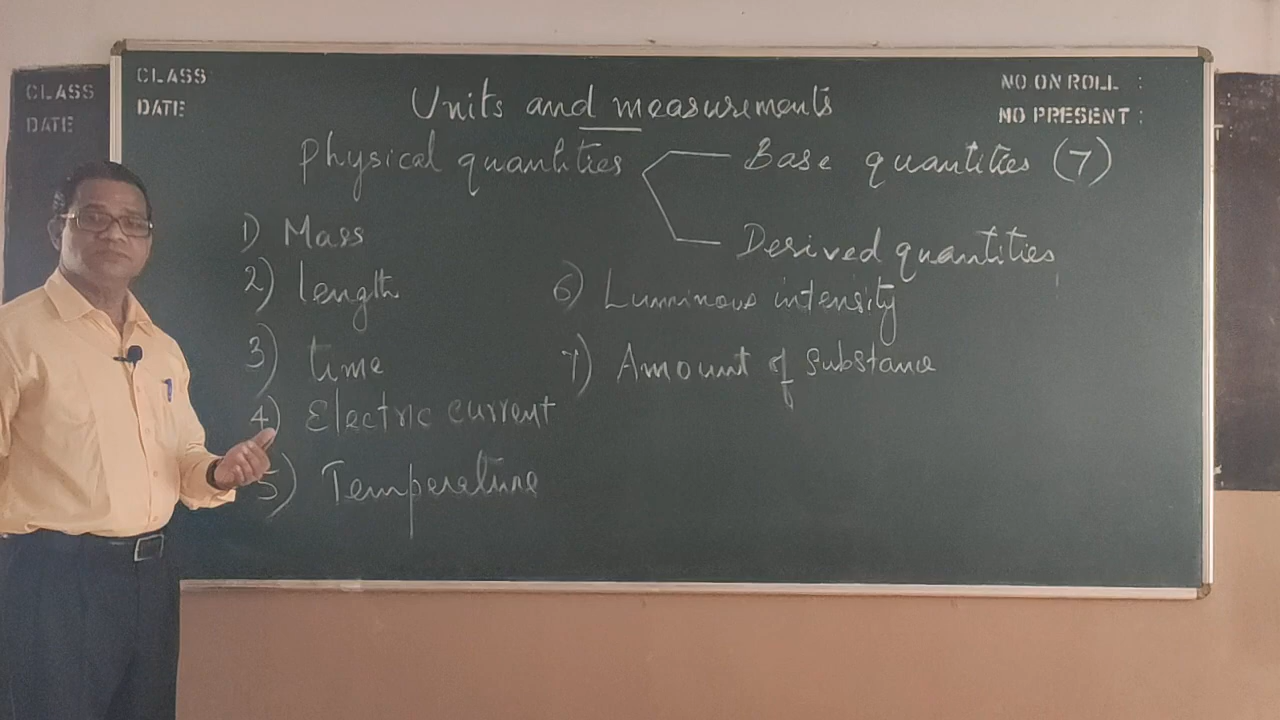 CLASS
DATE
CLASS
DATE
NO ON ROLL :
NO PRESENT :
T :
Units and measurements
Physical quantities
Base quantities (7)
Derived quantities
1) Mass
2) length
3) time
4) Electric current
5) Temperature
6) Luminous intensity
7) Amount of substance